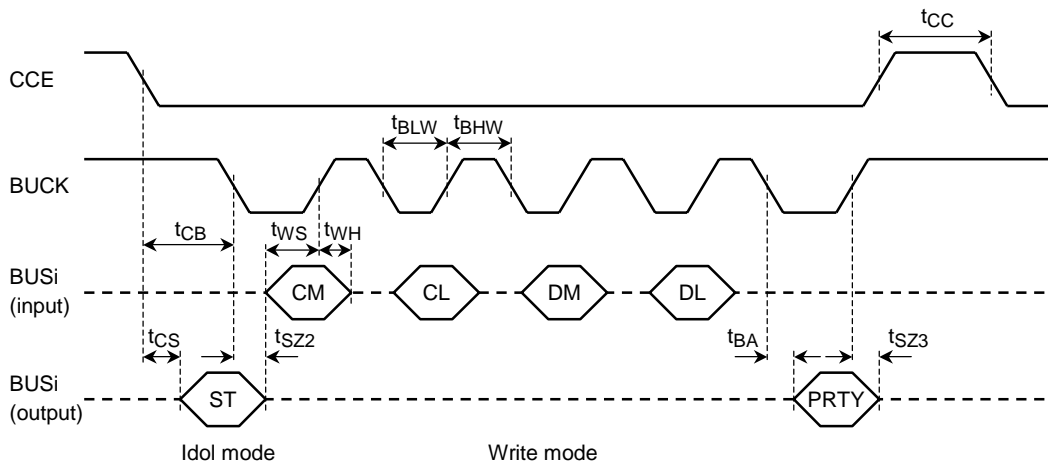 tCC
CCE
tBLW
tBHW
BUCK
tCB
tWS
tWH
BUSi
(input)
CM
CL
DM
DL
tCS
tSZ2
tBA
tSZ3
BUSi
(output)
ST
PRTY
Idol mode
Write mode